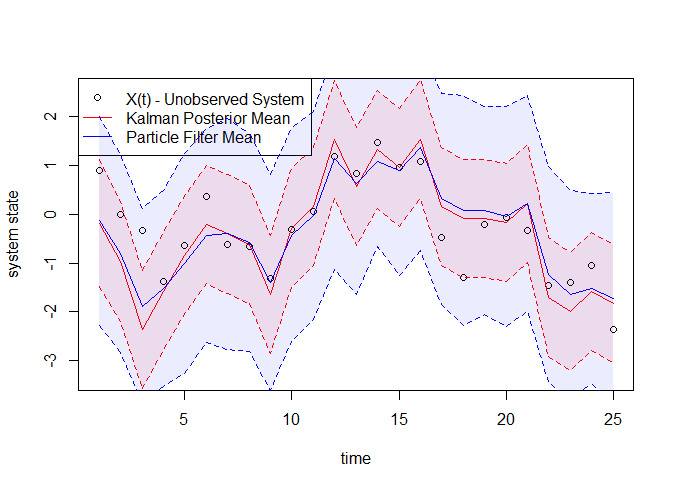 X(t) - Unobserved System
Kalman Posterior Mean
Particle Filter Mean
system state
2
1
0
-1
-2
-3
5
10
15
20
25
time